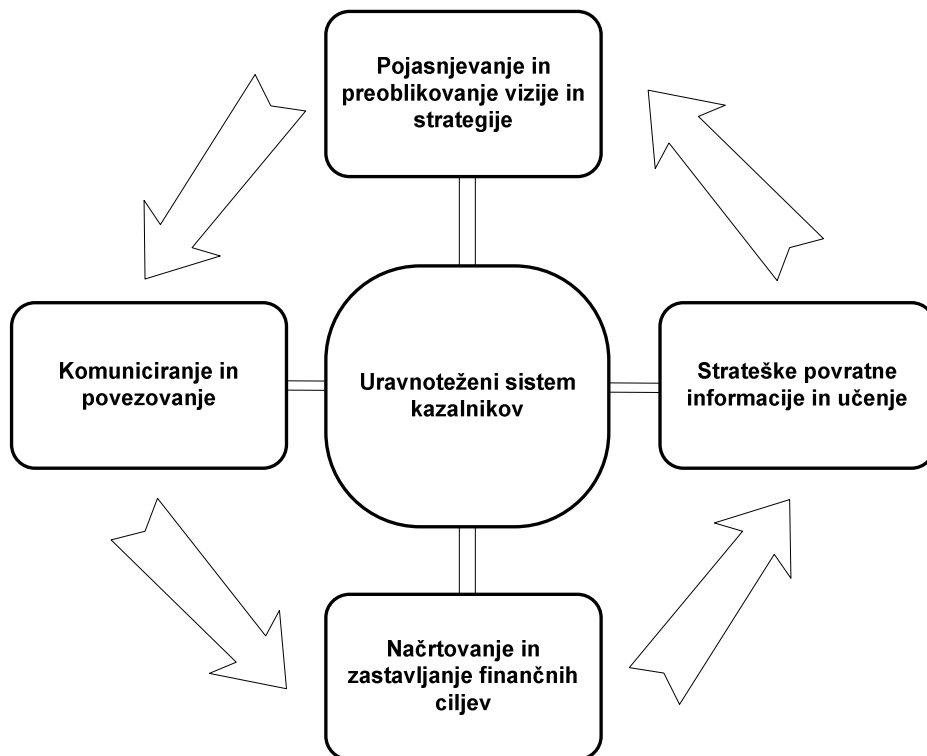 Pojasnjevanje in
preoblikovanje vizije in
strategije
Komuniciranje in
povezovanje
Uravnoteženi sistem
kazalnikov
Strateške povratne
informacije in učenje
Načrtovanje in
zastavljanje finančnih
ciljev